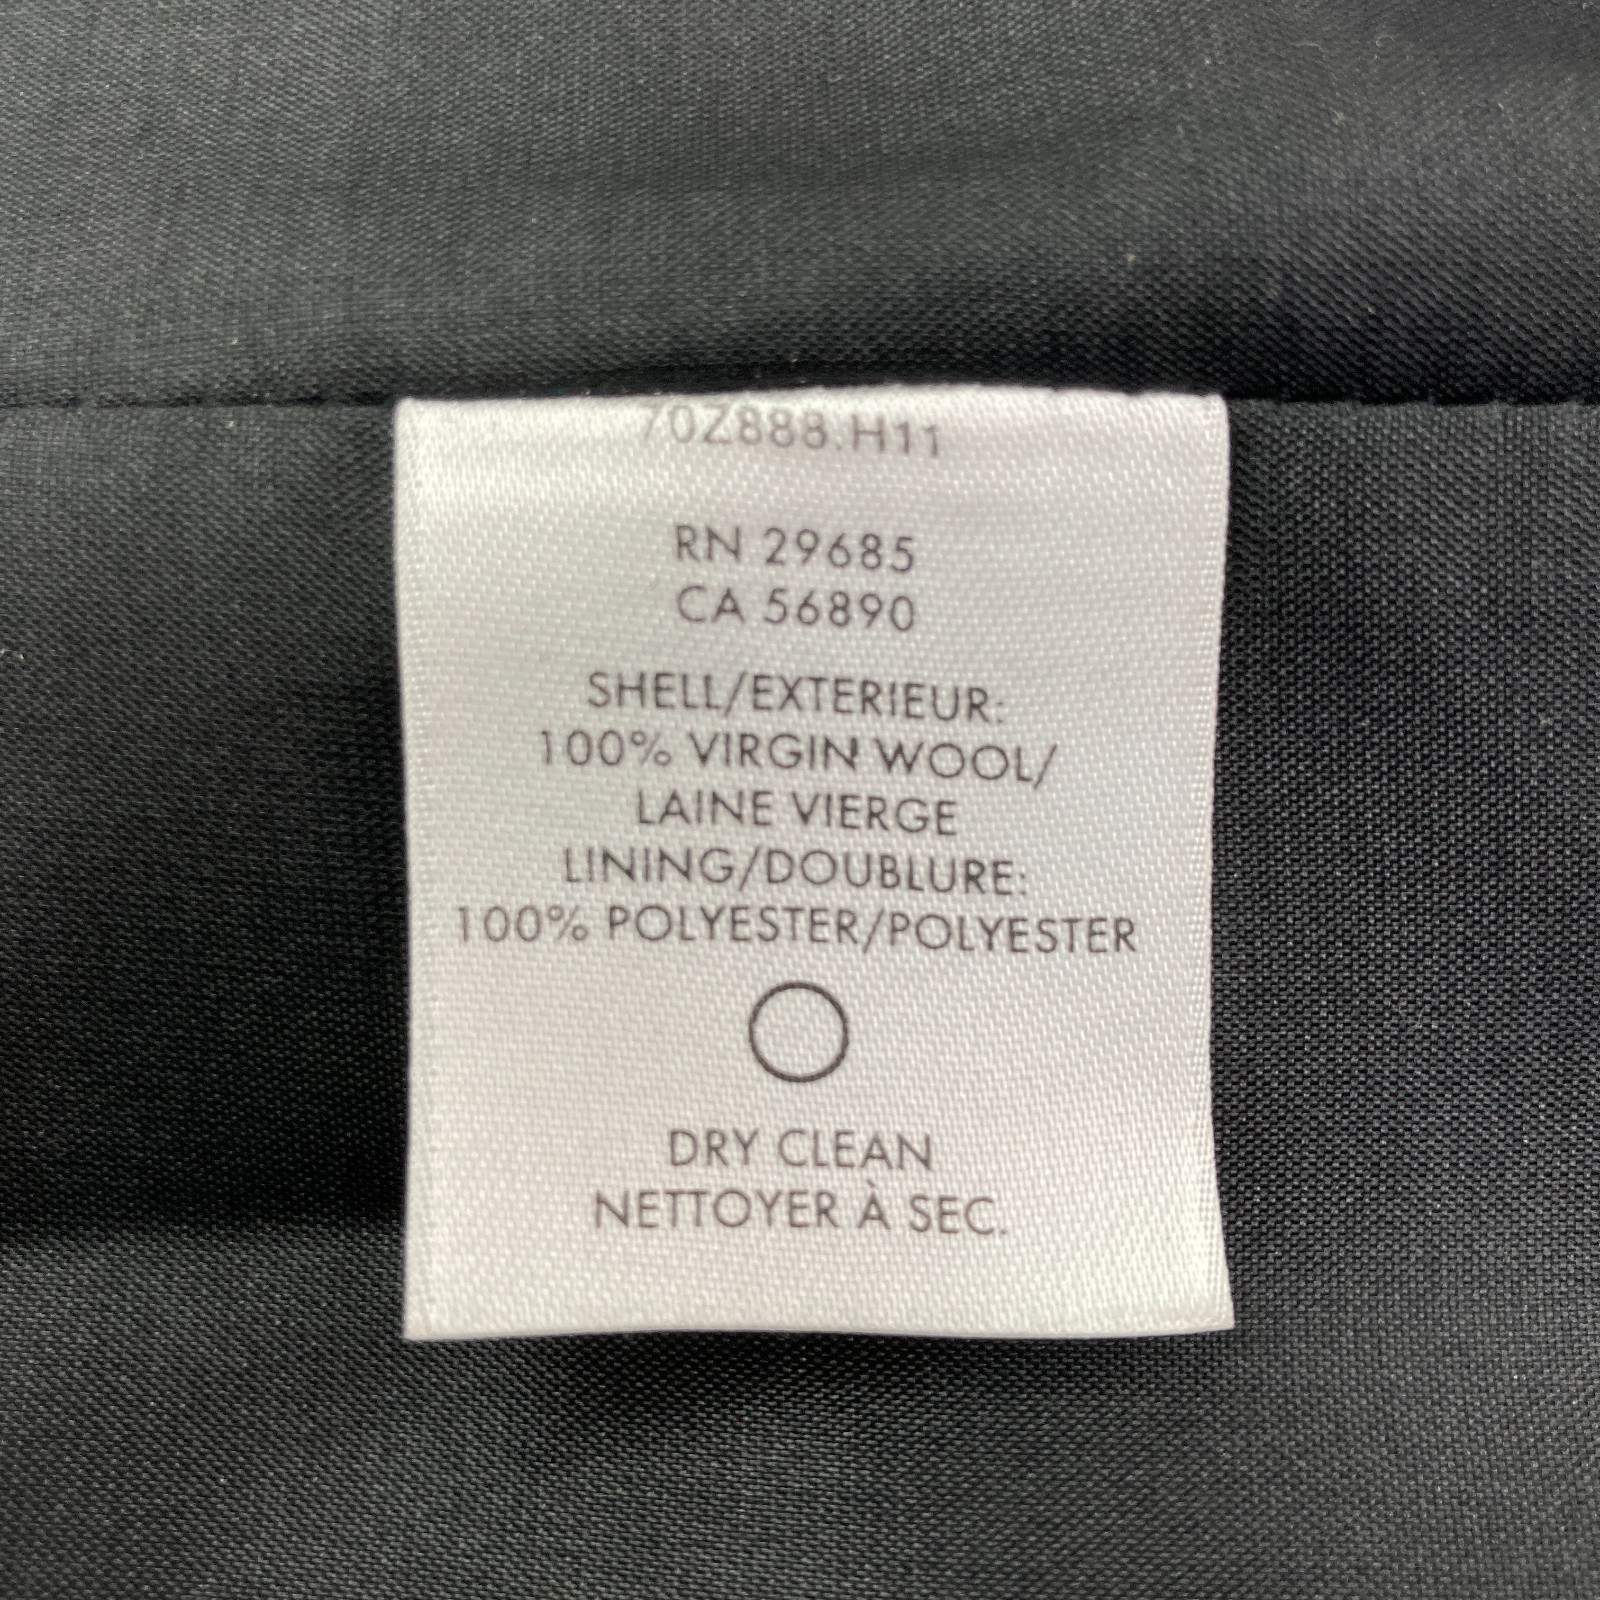 70Z888.H11
RN 29685
CA 56890
SHELL/EXTERIEUR:
100% VIRGIN WOOL/
LAINE VIERGE
LINING/DOUBLURE:
100% POLYESTER/POLYESTER
DRY CLEAN
NETTOYER À SEC.